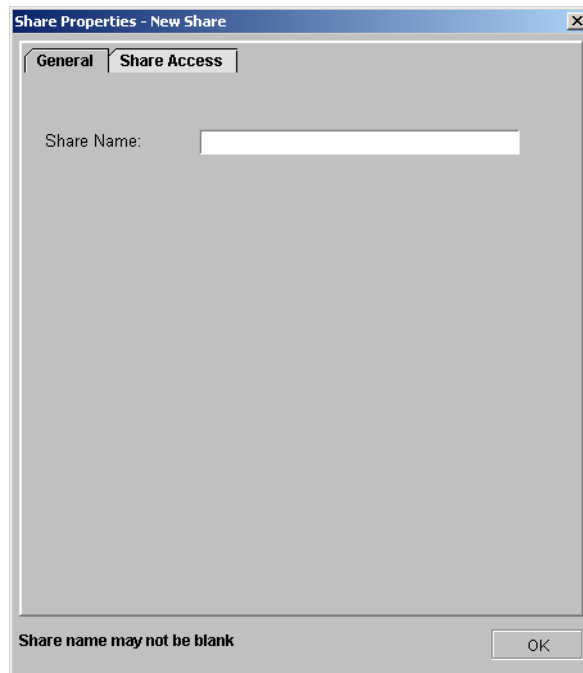 Share Properties - New Share
General Share Access
Share Name:
Share name may not be blank
OK